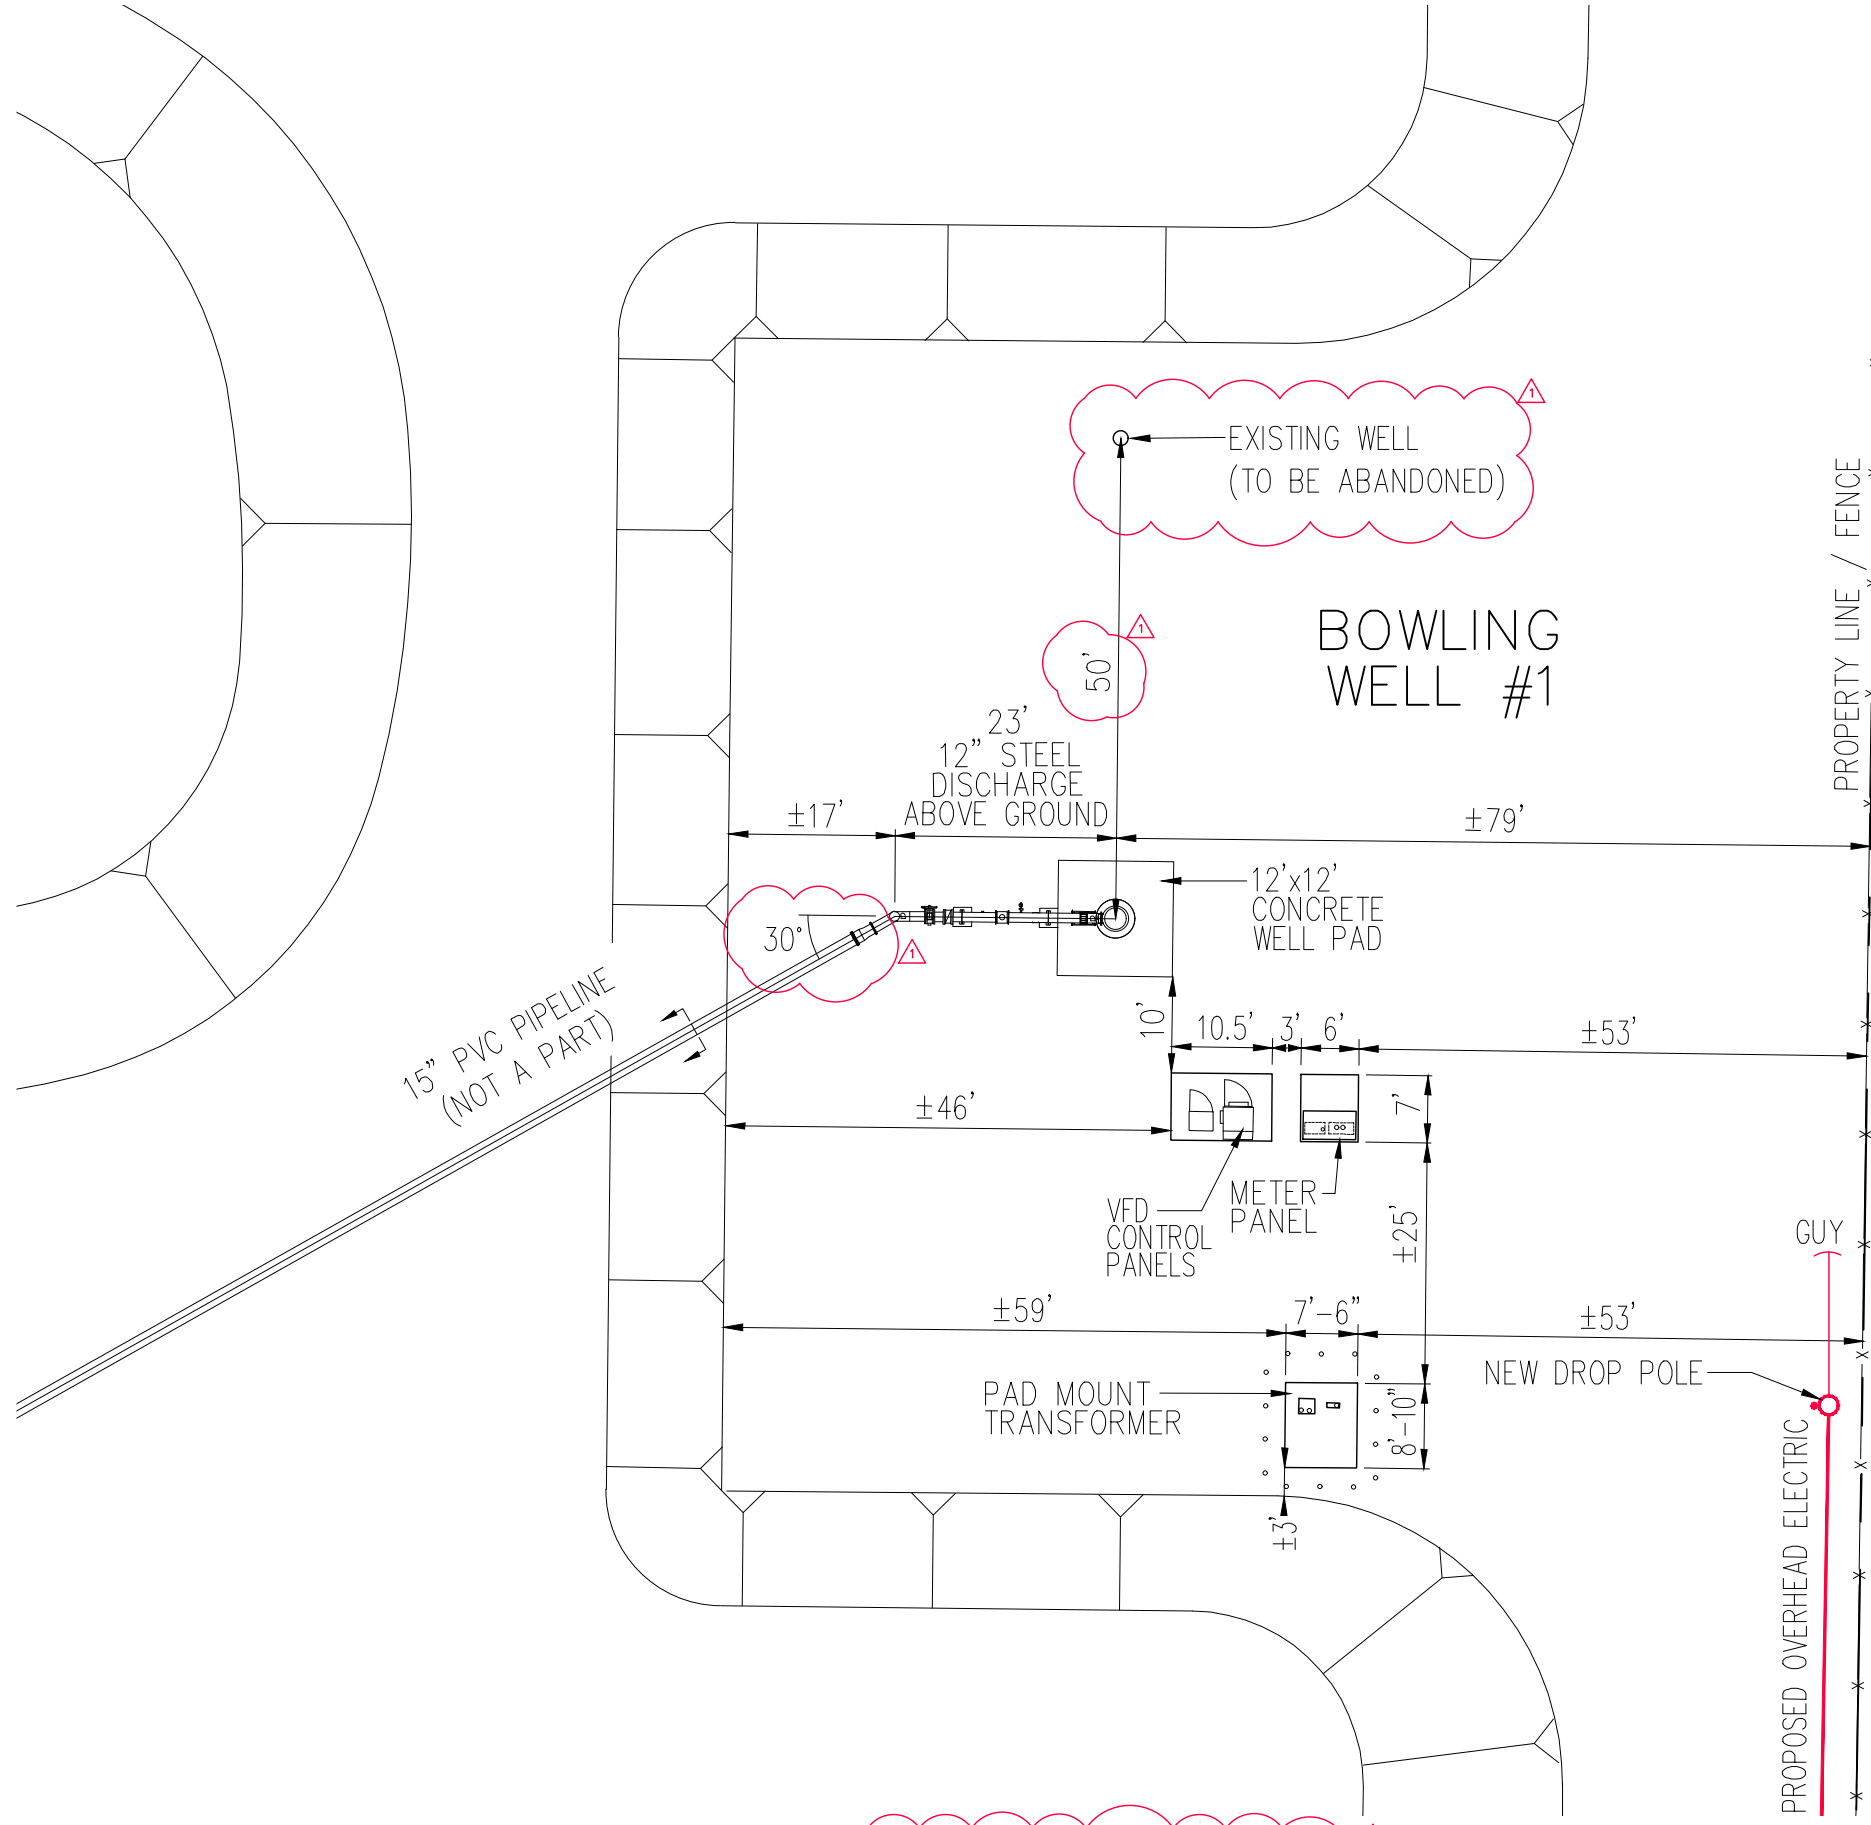 1
EXISTING WELL
(TO BE ABANDONED)
PROPERTY LINE / FENCE
BOWLING
WELL #1
1
50'
23'
12" STEEL
DISCHARGE
ABOVE GROUND
±17'
±79'
12'x12'
CONCRETE
WELL PAD
30°
1
15" PVC PIPELINE
(NOT A PART)
10'
10.5'
3'
6'
±53'
±46'
7'
VFD
CONTROL
PANELS
METER
PANEL
±25'
GUY
±59'
7'-6"
±53'
NEW DROP POLE
PAD MOUNT
TRANSFORMER
8'-10"
±3'
PROPOSED OVERHEAD ELECTRIC